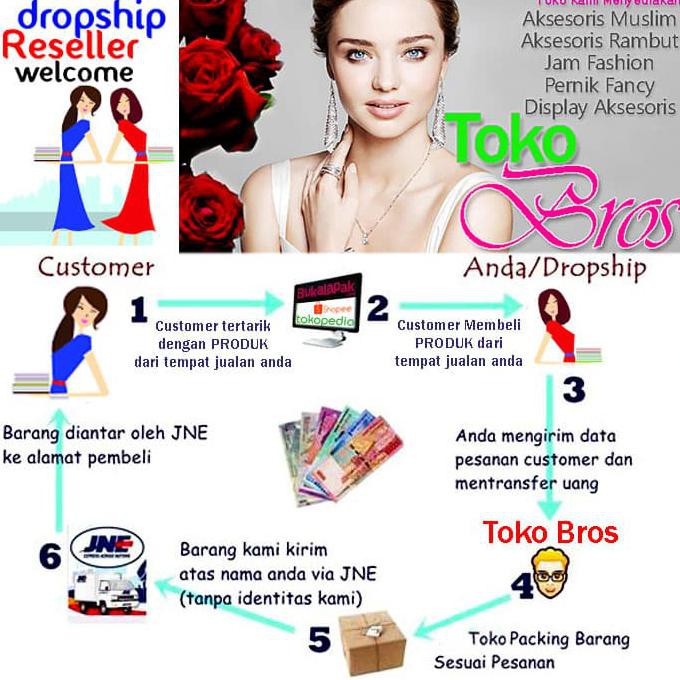 dropship
Reseller
welcome
Toko Kami Menyediakan
Aksesoris Muslim
Aksesoris Rambut
Jam Fashion
Pernik Fancy
Display Aksesoris
Toko
Bros
Customer
Anda/Dropship
1
Customer tertarik
dengan PRODUK
dari tempat jualan anda
Bukalapak
Shopee
tokopedia
2
Customer Membeli
PRODUK dari
tempat jualan anda
3
Anda mengirim data
pesanan customer dan
mentransfer uang
Toko Bros
4
Toko Packing Barang
Sesuai Pesanan
5
Barang kami kirim
atas nama anda via JNE
(tanpa identitas kami)
JNE
6
Barang diantar oleh JNE
ke alamat pembeli